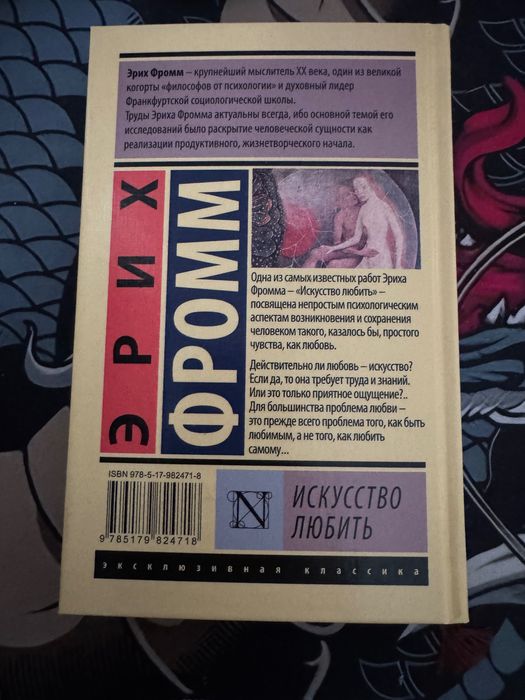 Эрих Фромм – крупнейший мыслитель XX века, один из великой
когорты «философов от психологии» и духовный лидер
Франкфуртской социологической школы.
Труды Эриха Фромма актуальны всегда, ибо основной темой его
исследований было раскрытие человеческой сущности как
реализации продуктивного, жизнетворческого начала.
ЭРИХ
ФРОММ
Одна из самых известных работ Эриха
Фромма – «Искусство любить» –
посвящена непростым психологическим
аспектам возникновения и сохранения
человеком такого, казалось бы, простого
чувства, как любовь.
Действительно ли любовь – искусство?
Если да, то она требует труда и знаний.
Или это только приятное ощущение?..
Для большинства проблема любви –
это прежде всего проблема того, как быть
любимым, а не того, как любить
самому...
ISBN 978-5-17-982471-8
9 785179 824718
N
ИСКУССТВО
ЛЮБИТЬ
эксклюзивная классика